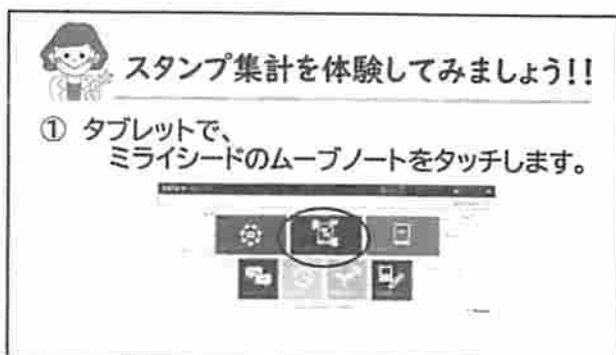 スタンプ集計を体験してみましょう!!
① タブレットで、
ミライシードのムーブノートをタッチします。